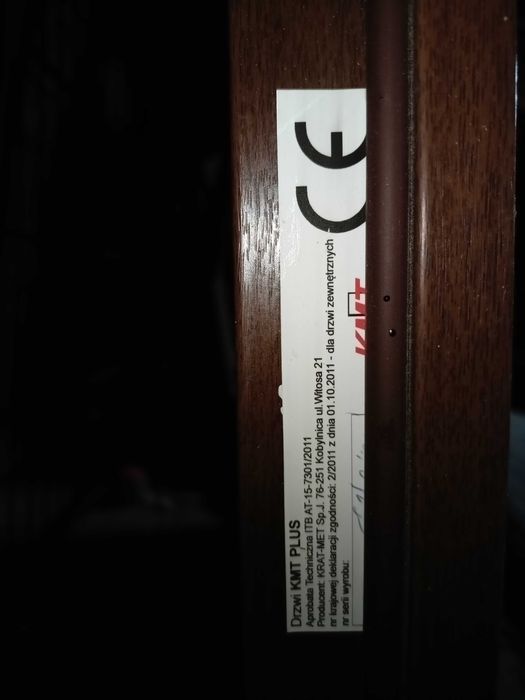 Drzwi KMT PLUS
Aprobata Techniczna ITB AT-15-7301/2011
Producent: KRAT-MET Sp.J. 76-251 Kobylnica ul.Witosa 21
nr krajowej deklaracji zgodności: 2/2011 z dnia 01.10.2011 - dla drzwi zewnętrznych
nr serii wyrobu:
KMT
CE